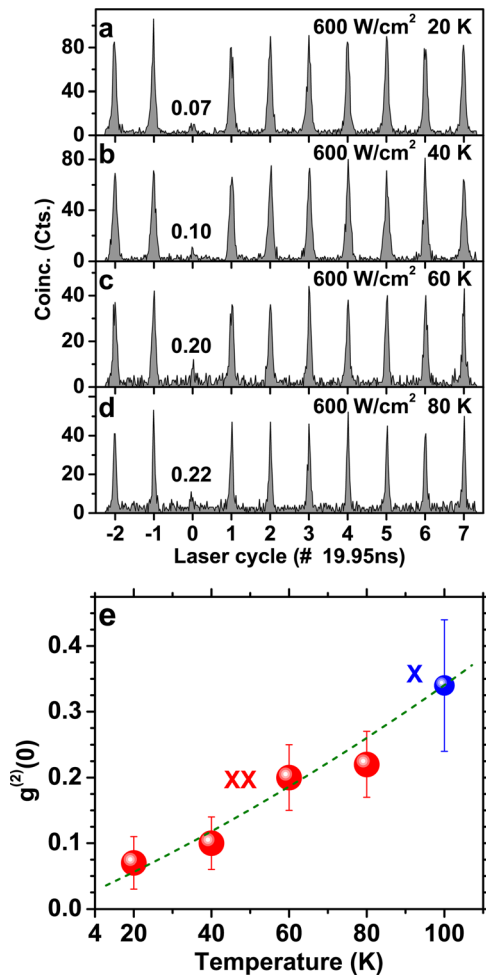 a 600 W/cm² 20 K
80
40
0
0.07
b 600 W/cm² 40 K
80
40
0
0.10
c 600 W/cm² 60 K
40
20
0
0.20
d 600 W/cm² 80 K
40
20
0
0.22
Coinc. (Cts.)
-2 -1 0 1 2 3 4 5 6 7
Laser cycle (# 19.95ns)
e
X
XX
0.4
0.3
0.2
0.1
0.0
g⁽²⁾(0)
4 20 40 60 80 100
Temperature (K)